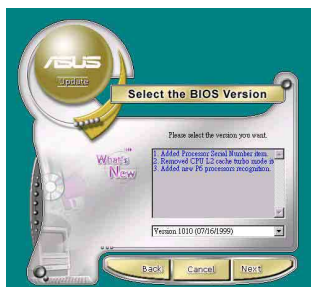 ASUS
Update
Select the BIOS Version
Please select the version you want.
What's
New
1. Added Processor Serial Number item.
2. Removed CPU L2 cache turbo mode
3. Added new P6 processors recognition.
Version 1010 (07/16/1999)
Back
Cancel
Next